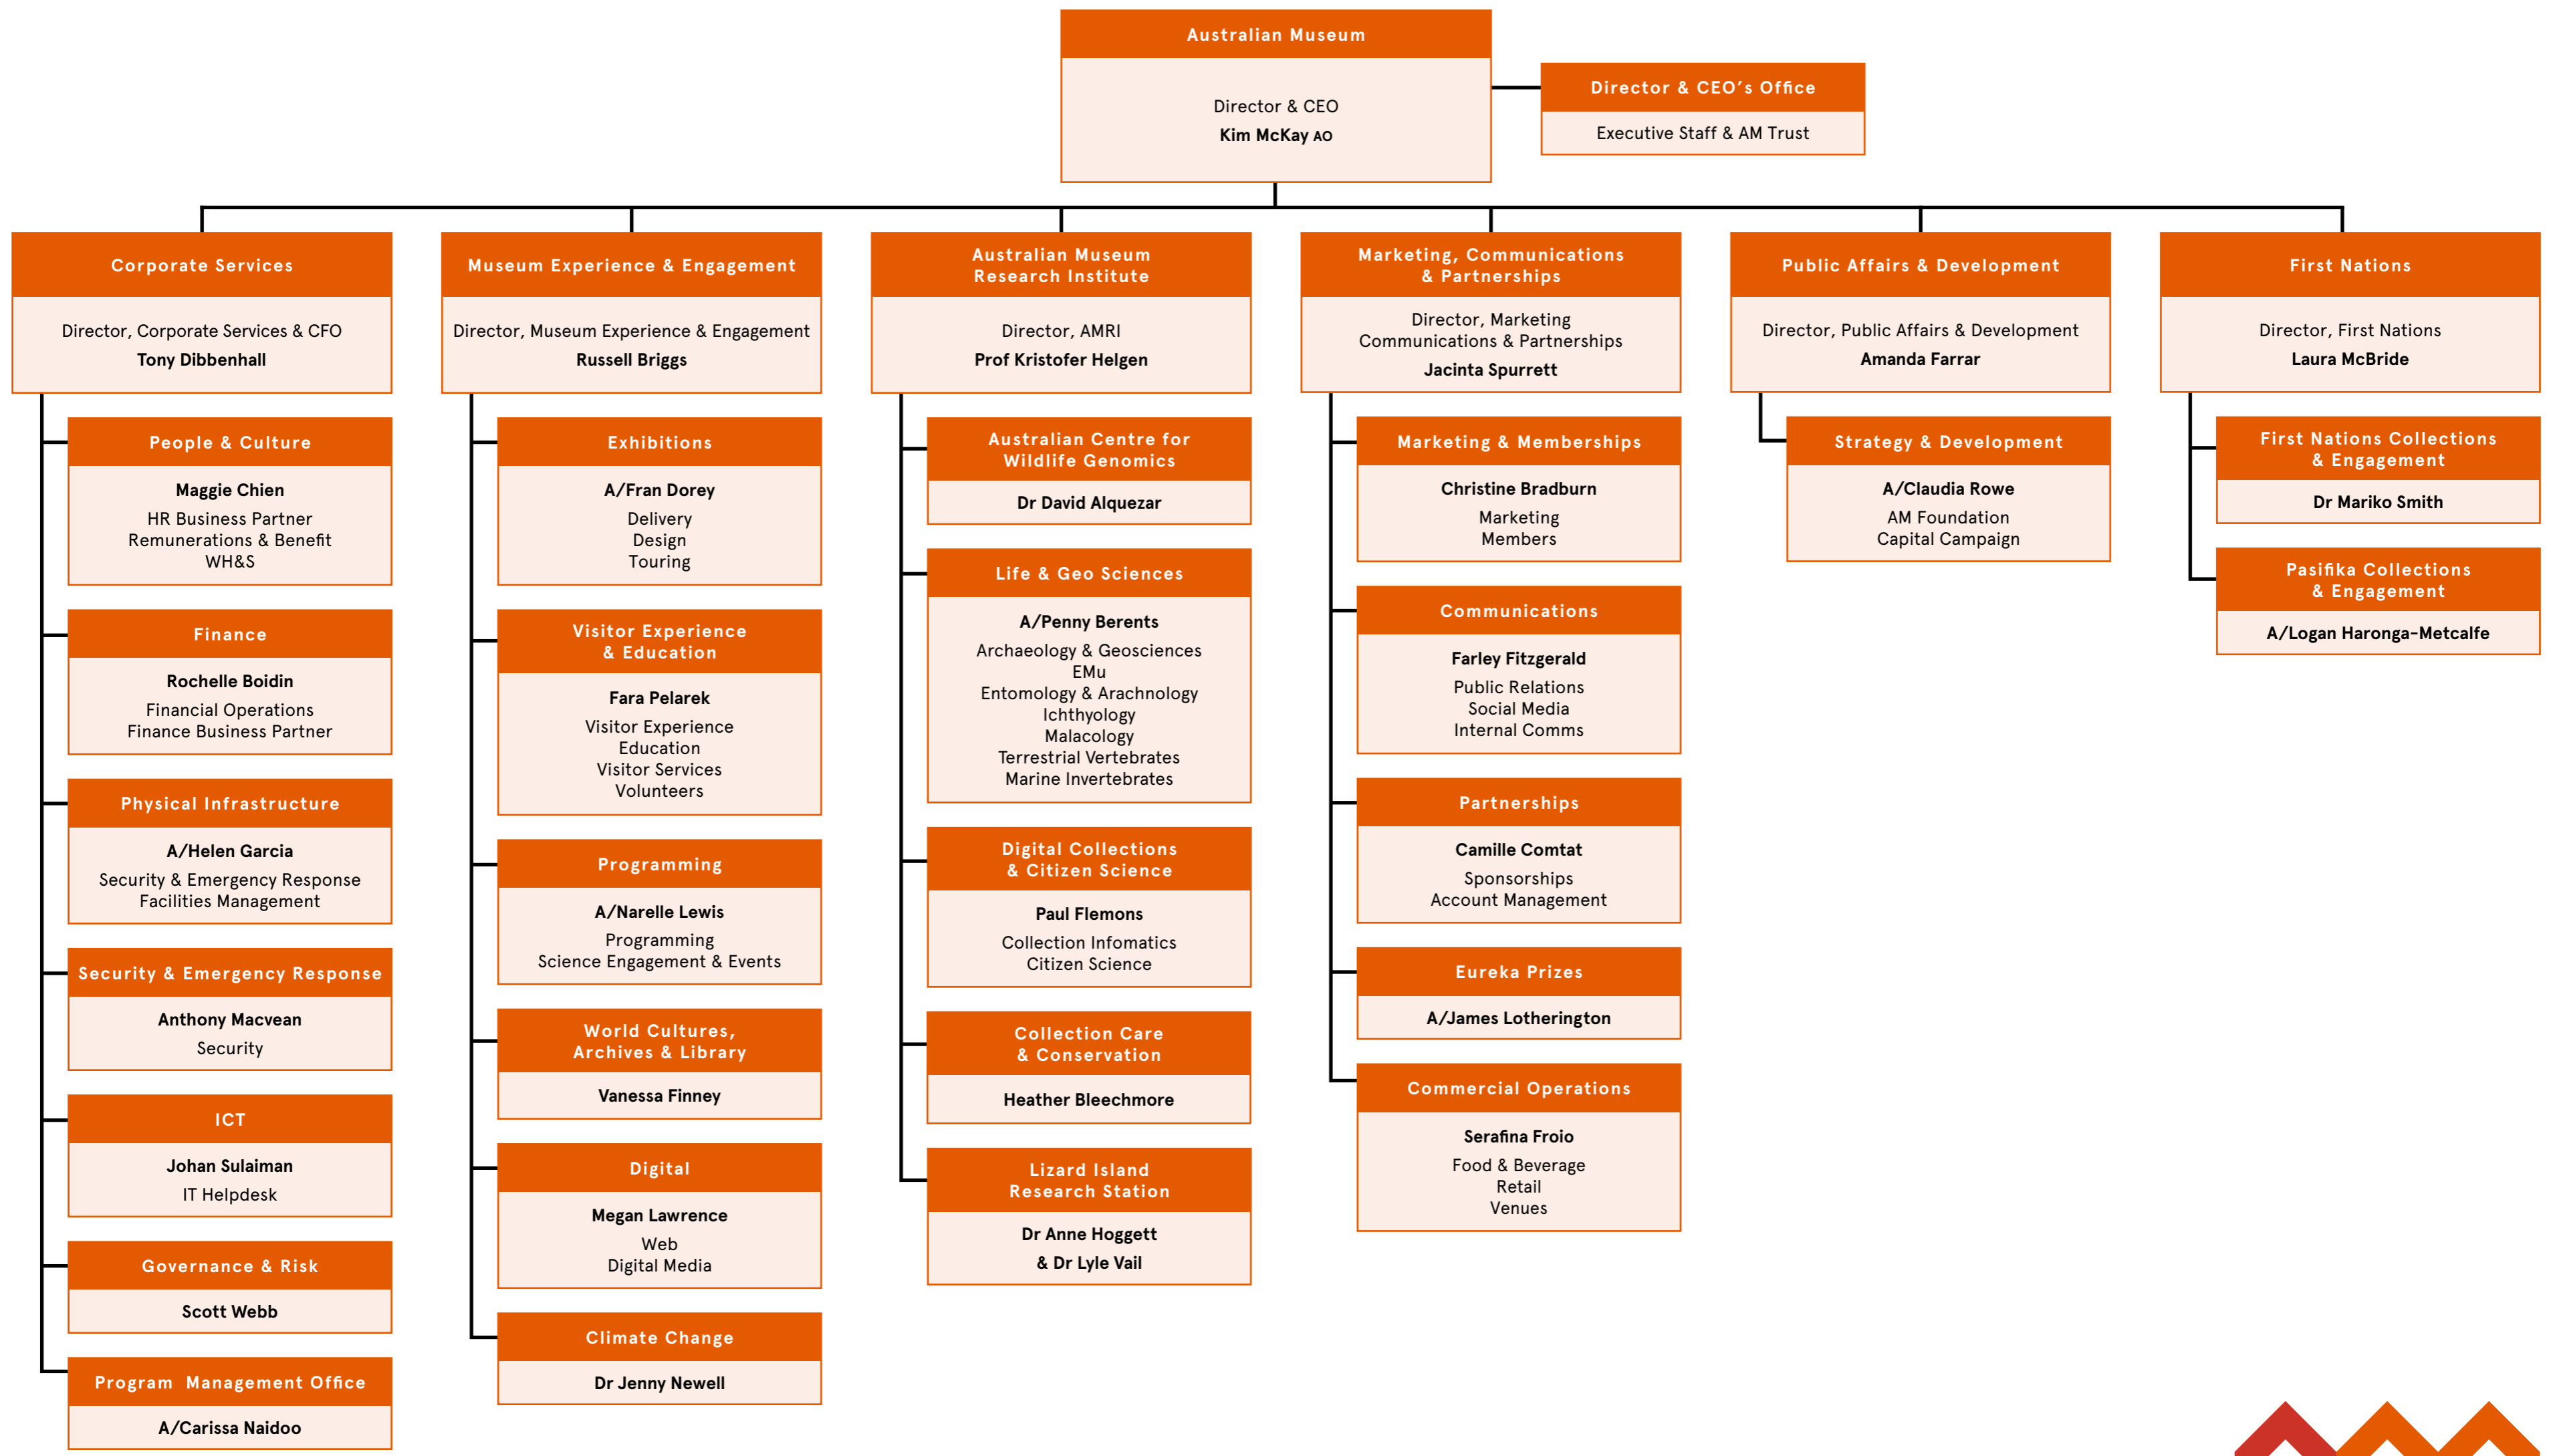 Australian Museum
Director & CEO
Kim McKay AO
Director & CEO's Office
Executive Staff & AM Trust
Corporate Services
Director, Corporate Services & CFO
Tony Dibbenhall
People & Culture
Maggie Chien
HR Business Partner
Remunerations & Benefit
WH&S
Finance
Rochelle Boidin
Financial Operations
Finance Business Partner
Physical Infrastructure
A/Helen Garcia
Security & Emergency Response
Facilities Management
Security & Emergency Response
Anthony Macvean
Security
ICT
Johan Sulaiman
IT Helpdesk
Governance & Risk
Scott Webb
Program Management Office
A/Carissa Naidoo
Museum Experience & Engagement
Director, Museum Experience & Engagement
Russell Briggs
Exhibitions
A/Fran Dorey
Delivery
Design
Touring
Visitor Experience
& Education
Fara Pelarek
Visitor Experience
Education
Visitor Services
Volunteers
Programming
A/Narelle Lewis
Programming
Science Engagement & Events
World Cultures,
Archives & Library
Vanessa Finney
Digital
Megan Lawrence
Web
Digital Media
Climate Change
Dr Jenny Newell
Australian Museum
Research Institute
Director, AMRI
Prof Kristofer Helgen
Australian Centre for
Wildlife Genomics
Dr David Alquezar
Life & Geo Sciences
A/Penny Berents
Archaeology & Geosciences
EMu
Entomology & Arachnology
Ichthyology
Malacology
Terrestrial Vertebrates
Marine Invertebrates
Digital Collections
& Citizen Science
Paul Flemons
Collection Infomatics
Citizen Science
Collection Care
& Conservation
Heather Bleechmore
Lizard Island
Research Station
Dr Anne Hoggett
& Dr Lyle Vail
Marketing, Communications
& Partnerships
Director, Marketing
Communications & Partnerships
Jacinta Spurrett
Marketing & Memberships
Christine Bradburn
Marketing
Members
Communications
Farley Fitzgerald
Public Relations
Social Media
Internal Comms
Partnerships
Camille Comtat
Sponsorships
Account Management
Eureka Prizes
A/James Lotherington
Commercial Operations
Serafina Froio
Food & Beverage
Retail
Venues
Public Affairs & Development
Director, Public Affairs & Development
Amanda Farrar
Strategy & Development
A/Claudia Rowe
AM Foundation
Capital Campaign
First Nations
Director, First Nations
Laura McBride
First Nations Collections
& Engagement
Dr Mariko Smith
Pasifika Collections
& Engagement
A/Logan Haronga-Metcalfe